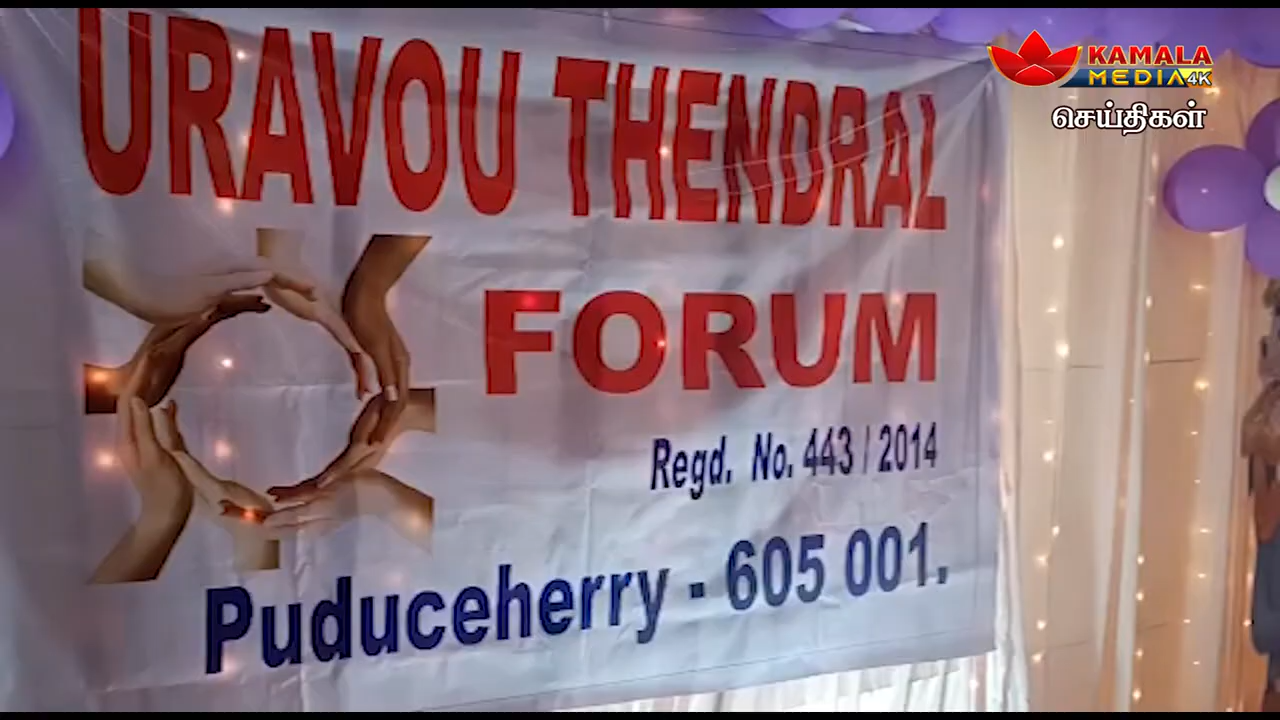 URAVOU THENDRAL
FORUM
Regd. No. 443 / 2014
Puduceherry - 605 001.
KAMALA
MEDIA 4K
செய்திகள்